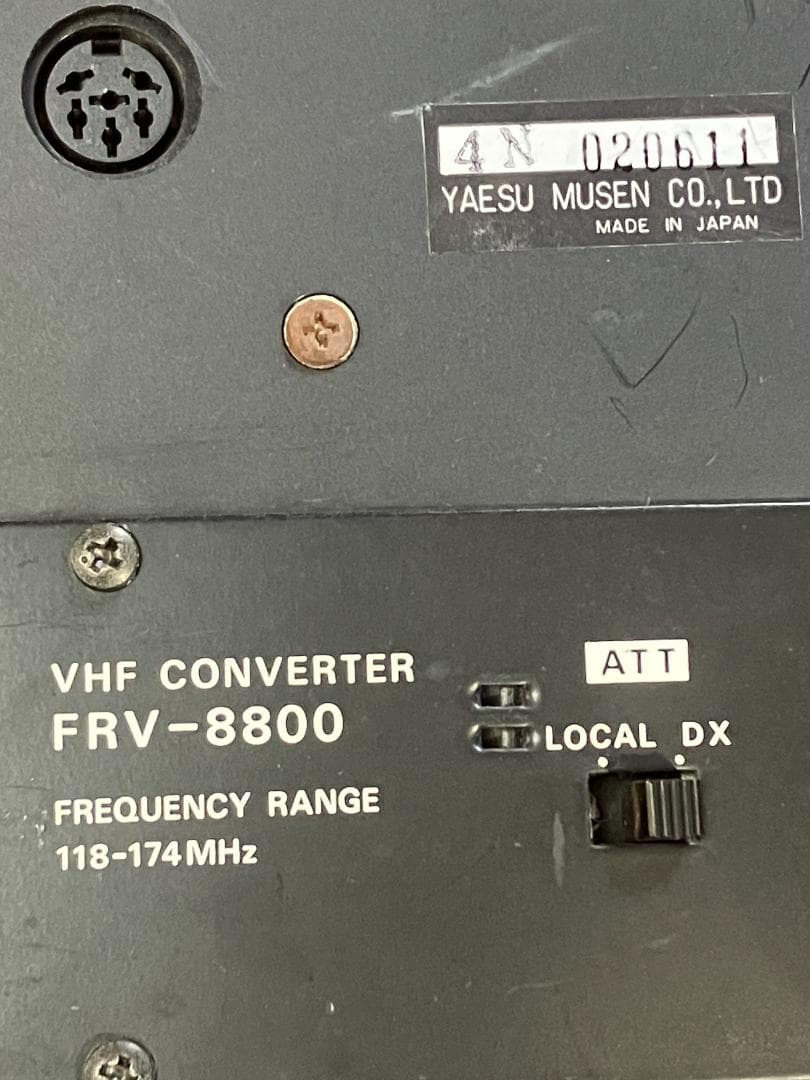 4N 020611
YAESU MUSEN CO.,LTD
MADE IN JAPAN
VHF CONVERTER
FRV-8800
FREQUENCY RANGE
118-174MHz
ATT
LOCAL DX